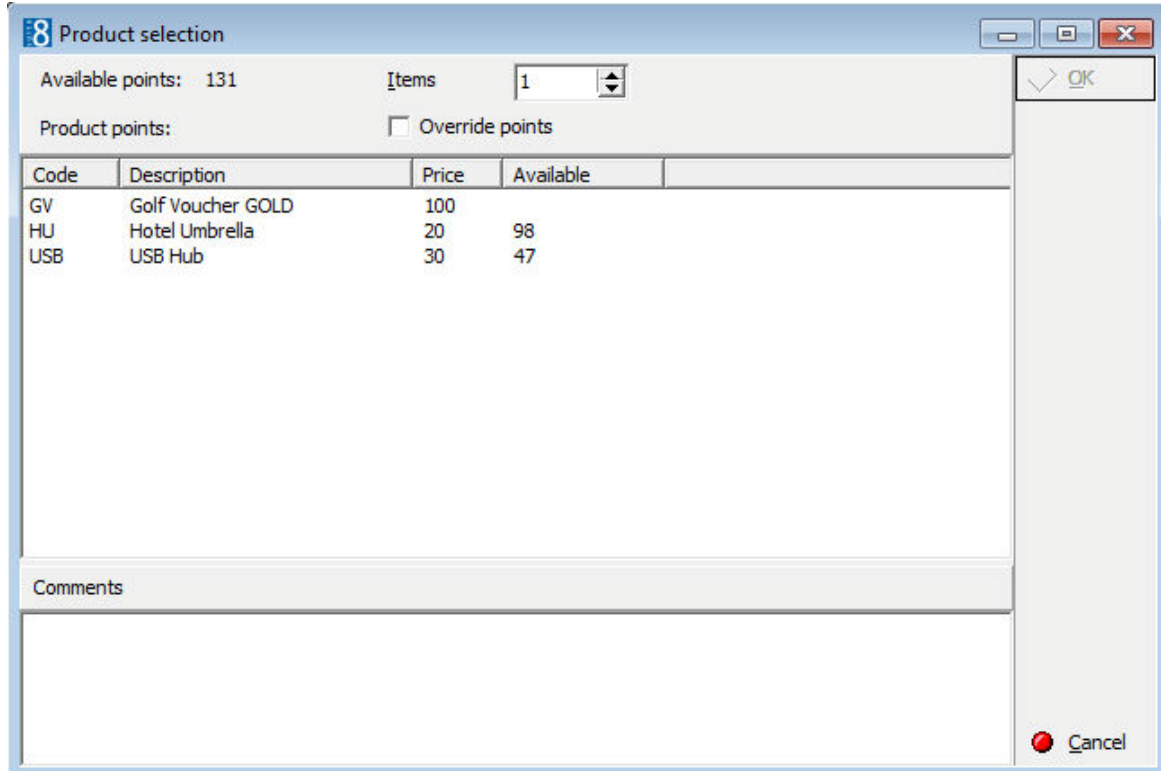 8 Product selection
Available points: 131 Items 1 OK
Product points: Override points
Code Description Price Available
GV Golf Voucher GOLD 100
HU Hotel Umbrella 20 98
USB USB Hub 30 47
Comments
Cancel